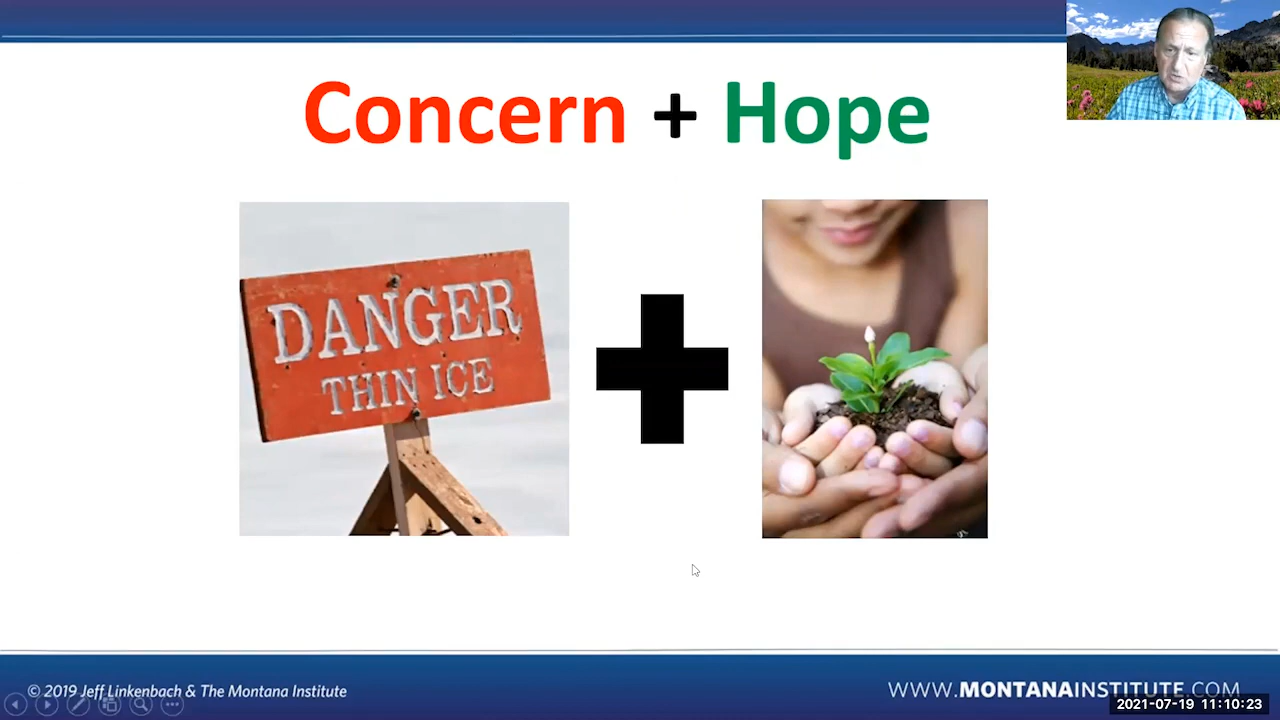 Concern + Hope
DANGER
THIN ICE
© 2019 Jeff Linkenbach & The Montana Institute
WWW.MONTANAINSTITUTE.COM
2021-07-19 11:10:23